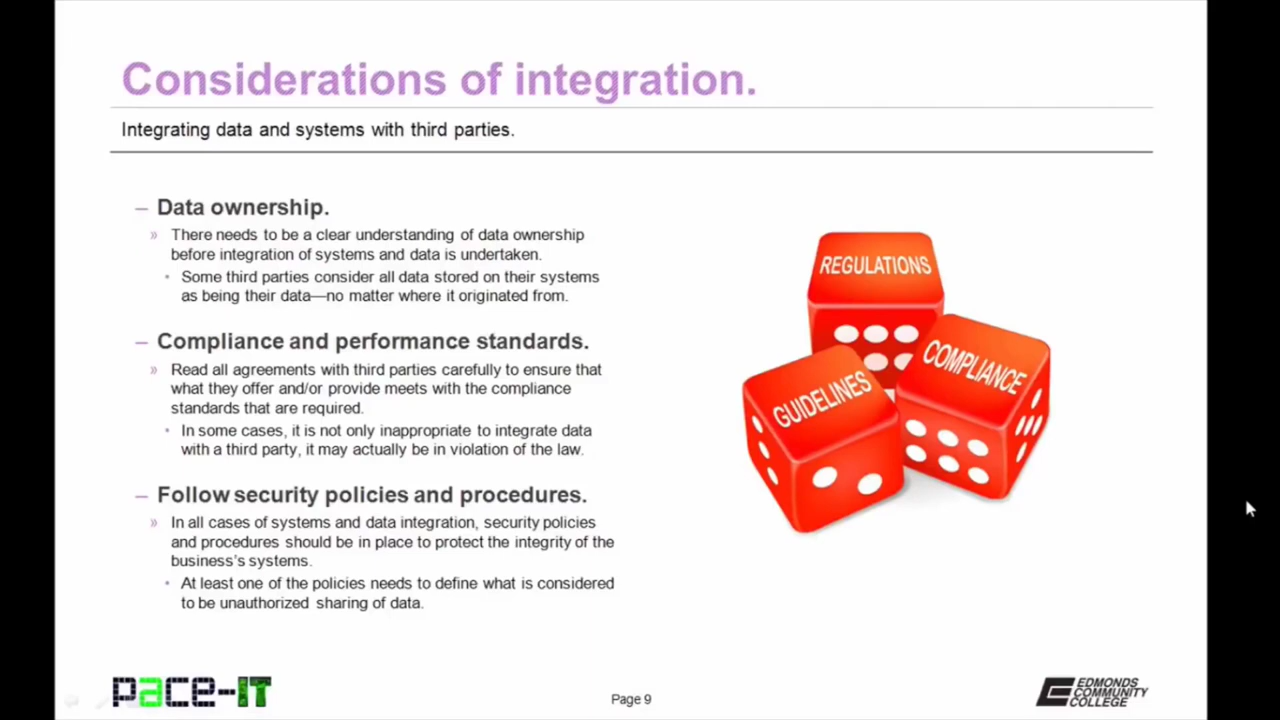 Considerations of integration.
Integrating data and systems with third parties.
– Data ownership.
» There needs to be a clear understanding of data ownership
before integration of systems and data is undertaken.
• Some third parties consider all data stored on their systems
as being their data—no matter where it originated from.
– Compliance and performance standards.
» Read all agreements with third parties carefully to ensure that
what they offer and/or provide meets with the compliance
standards that are required.
• In some cases, it is not only inappropriate to integrate data
with a third party, it may actually be in violation of the law.
– Follow security policies and procedures.
» In all cases of systems and data integration, security policies
and procedures should be in place to protect the integrity of the
business's systems.
• At least one of the policies needs to define what is considered
to be unauthorized sharing of data.
REGULATIONS
GUIDELINES
COMPLIANCE
pace-IT
Page 9
EDMONDS
COMMUNITY
COLLEGE